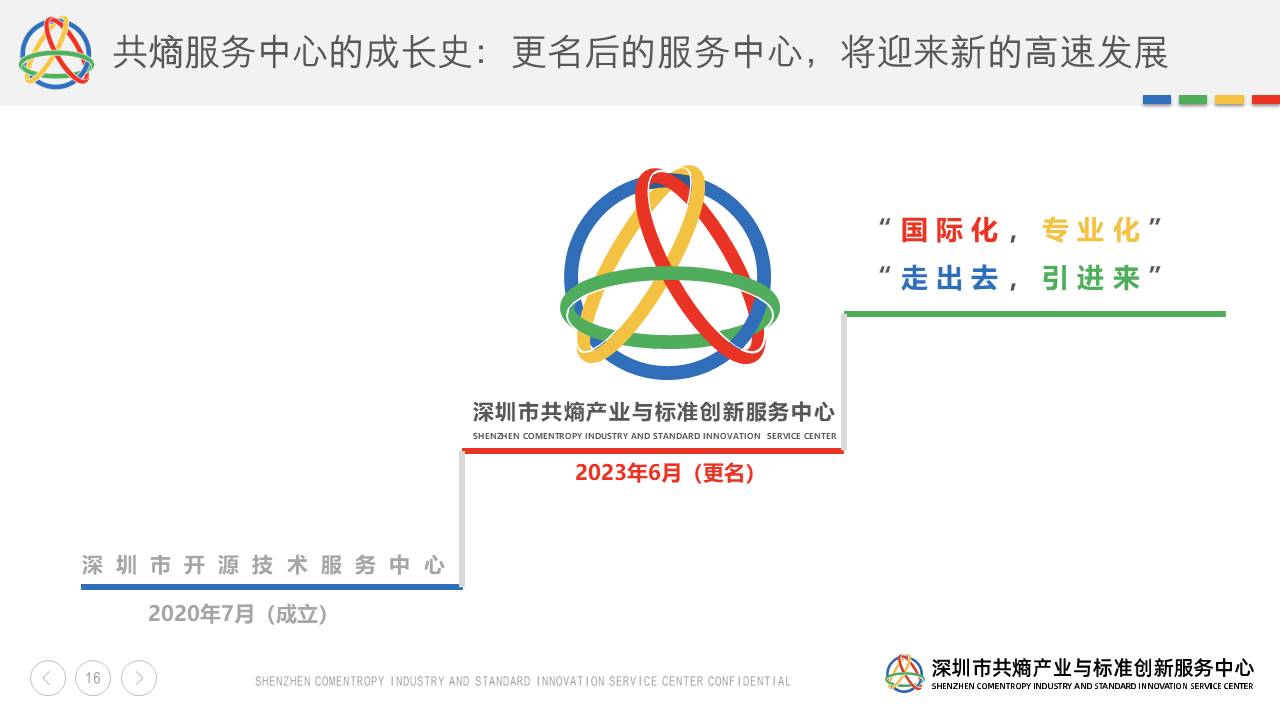 共熵服务中心的成长史：更名后的服务中心，将迎来新的高速发展
“国际化，专业化”
“走出去，引进来”
深圳市共熵产业与标准创新服务中心
SHENZHEN COMENTROPY INDUSTRY AND STANDARD INNOVATION SERVICE CENTER
2023年6月（更名）
深圳市开源技术服务中心
2020年7月（成立）
16
SHENZHEN COMENTROPY INDUSTRY AND STANDARD INNOVATION SERVICE CENTER CONFIDENTIAL
深圳市共熵产业与标准创新服务中心
SHENZHEN COMENTROPY INDUSTRY AND STANDARD INNOVATION SERVICE CENTER